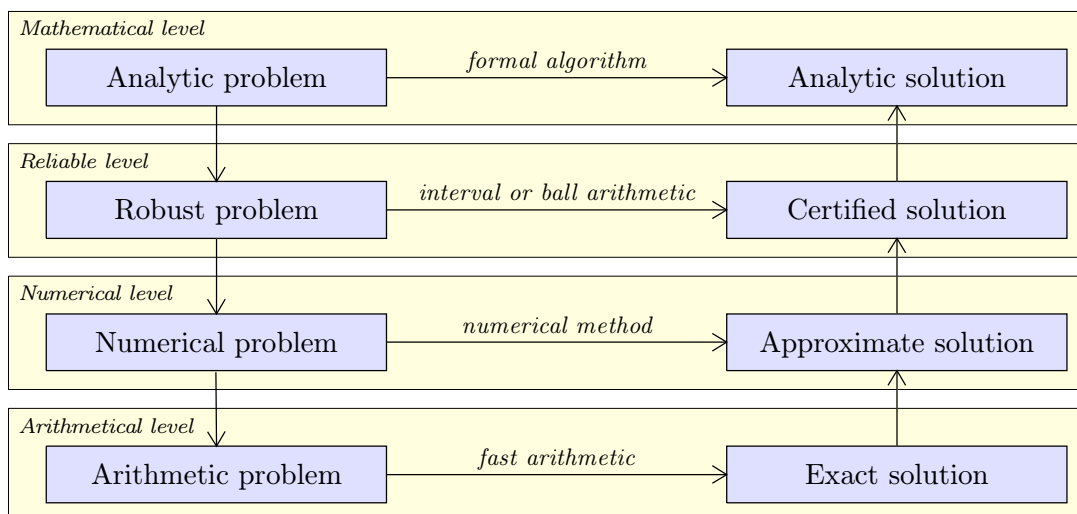 Mathematical level
Analytic problem
formal algorithm
Analytic solution
Reliable level
Robust problem
interval or ball arithmetic
Certified solution
Numerical level
Numerical problem
numerical method
Approximate solution
Arithmetical level
Arithmetic problem
fast arithmetic
Exact solution